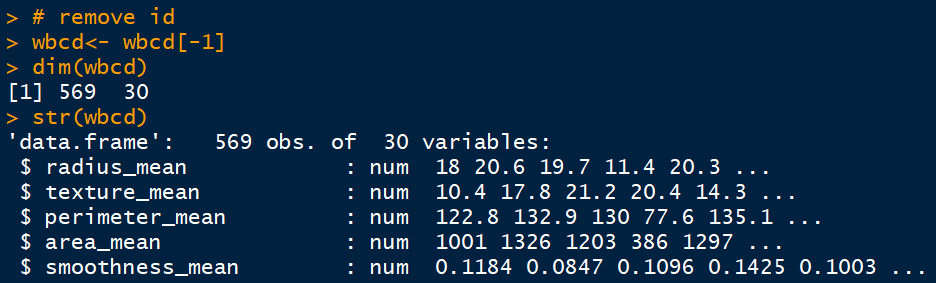 > # remove id
> wbcd<- wbcd[-1]
> dim(wbcd)
[1] 569  30
> str(wbcd)
'data.frame':   569 obs. of  30 variables:
 $ radius_mean            : num  18 20.6 19.7 11.4 20.3 ...
 $ texture_mean           : num  10.4 17.8 21.2 20.4 14.3 ...
 $ perimeter_mean         : num  122.8 132.9 130 77.6 135.1 ...
 $ area_mean              : num  1001 1326 1203 386 1297 ...
 $ smoothness_mean        : num  0.1184 0.0847 0.1096 0.1425 0.1003 ...